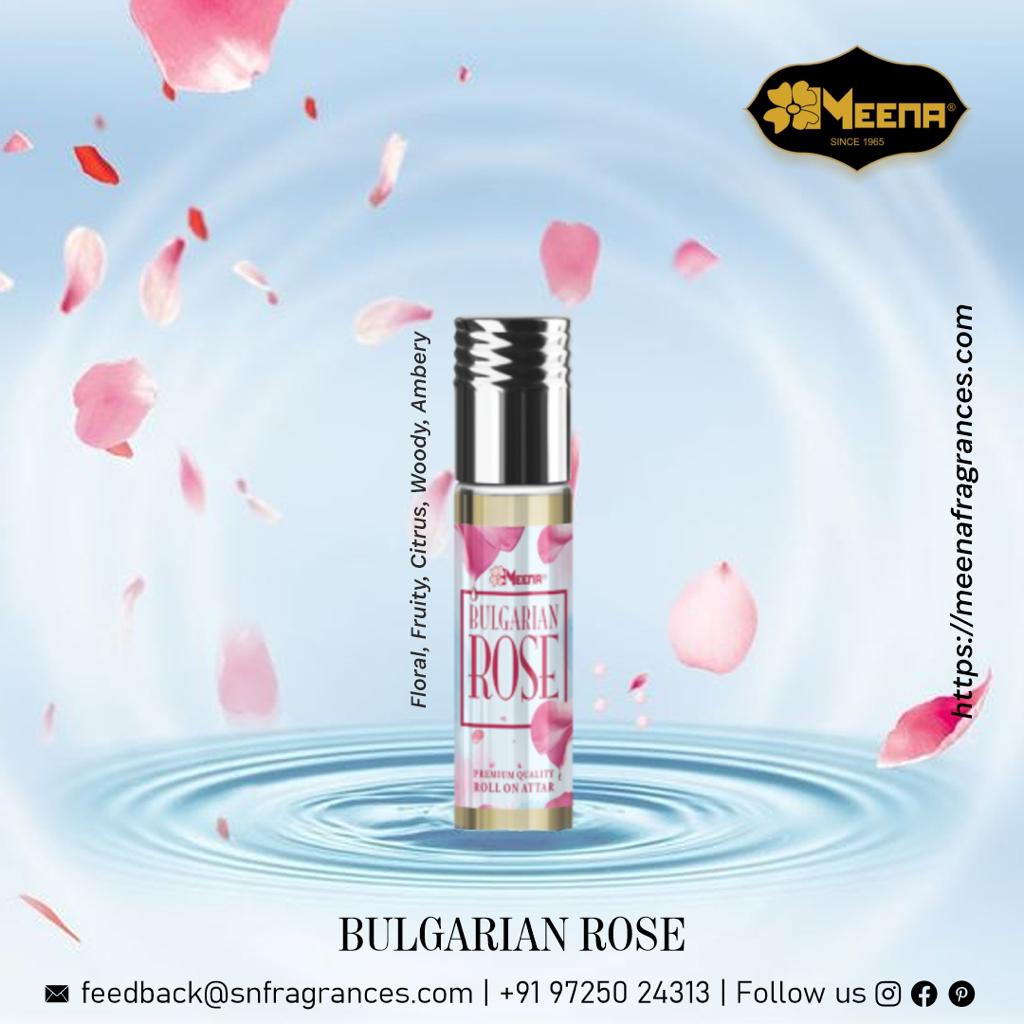 MEENA®
SINCE 1965
Floral, Fruity, Citrus, Woody, Ambery
https://meenafragrances.com
MEENA®
BULGARIAN
ROSE
PREMIUM QUALITY
ROLL ON ATTAR
BULGARIAN ROSE
feedback@snfragrances.com | +91 97250 24313 | Follow us